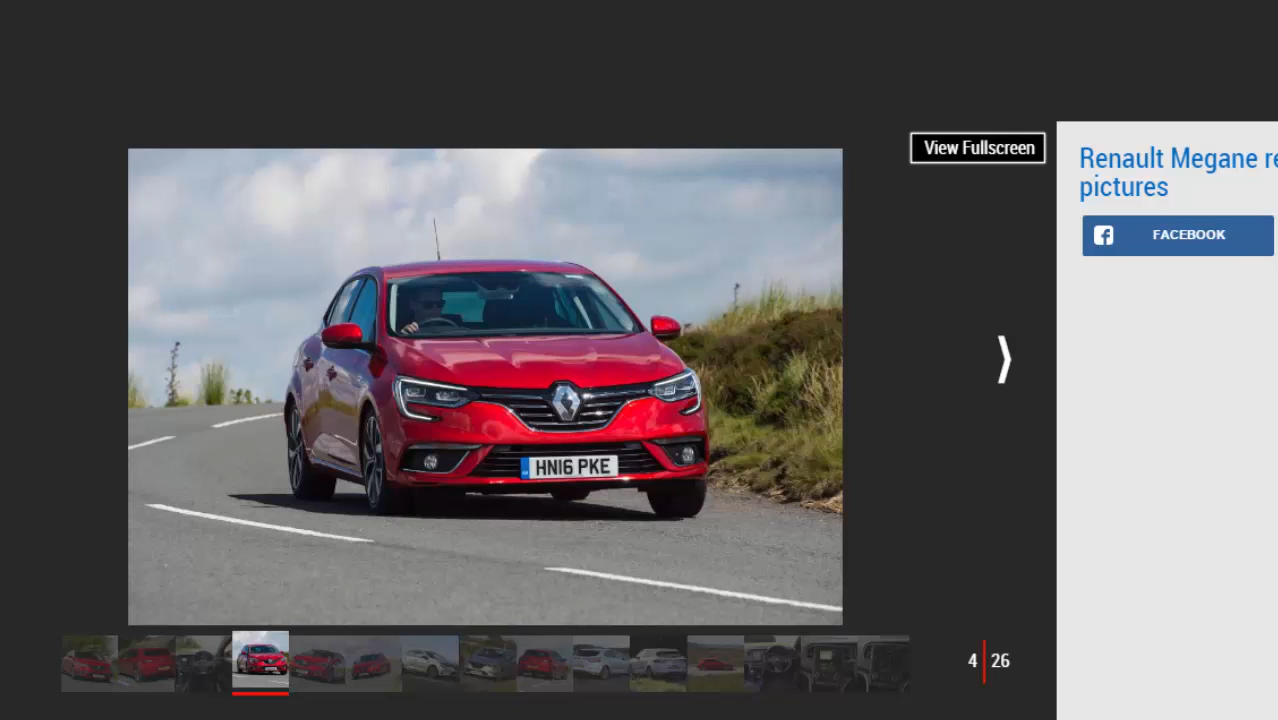 View Fullscreen
Renault Megane re
pictures
FACEBOOK
HN16 PKE
4 26